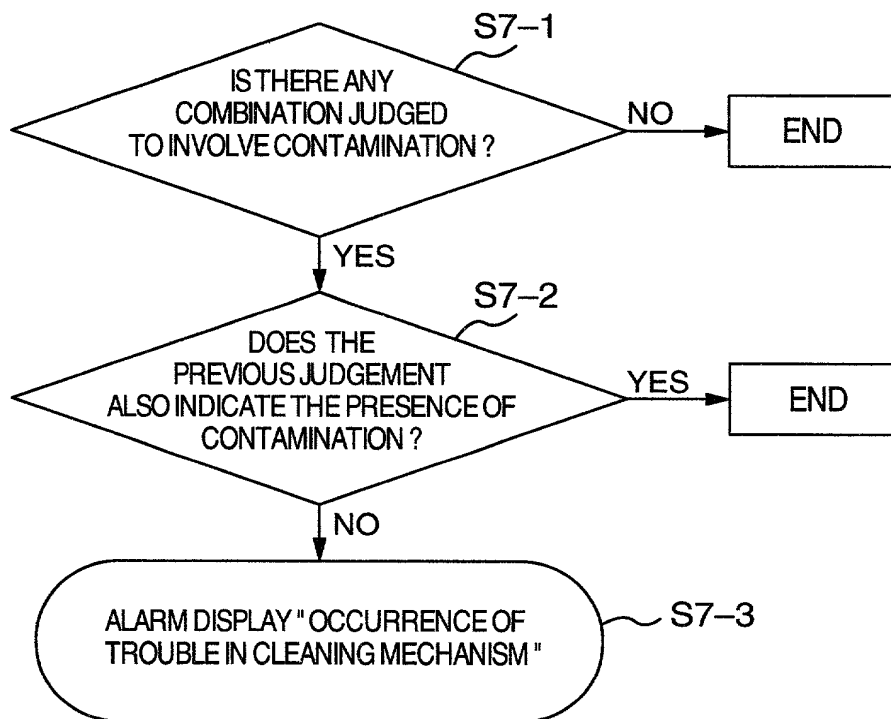 S7–1
IS THERE ANY
COMBINATION JUDGED
TO INVOLVE CONTAMINATION ?
NO
END
YES
S7–2
DOES THE
PREVIOUS JUDGEMENT
ALSO INDICATE THE PRESENCE OF
CONTAMINATION ?
YES
END
NO
ALARM DISPLAY " OCCURRENCE OF
TROUBLE IN CLEANING MECHANISM "
S7–3